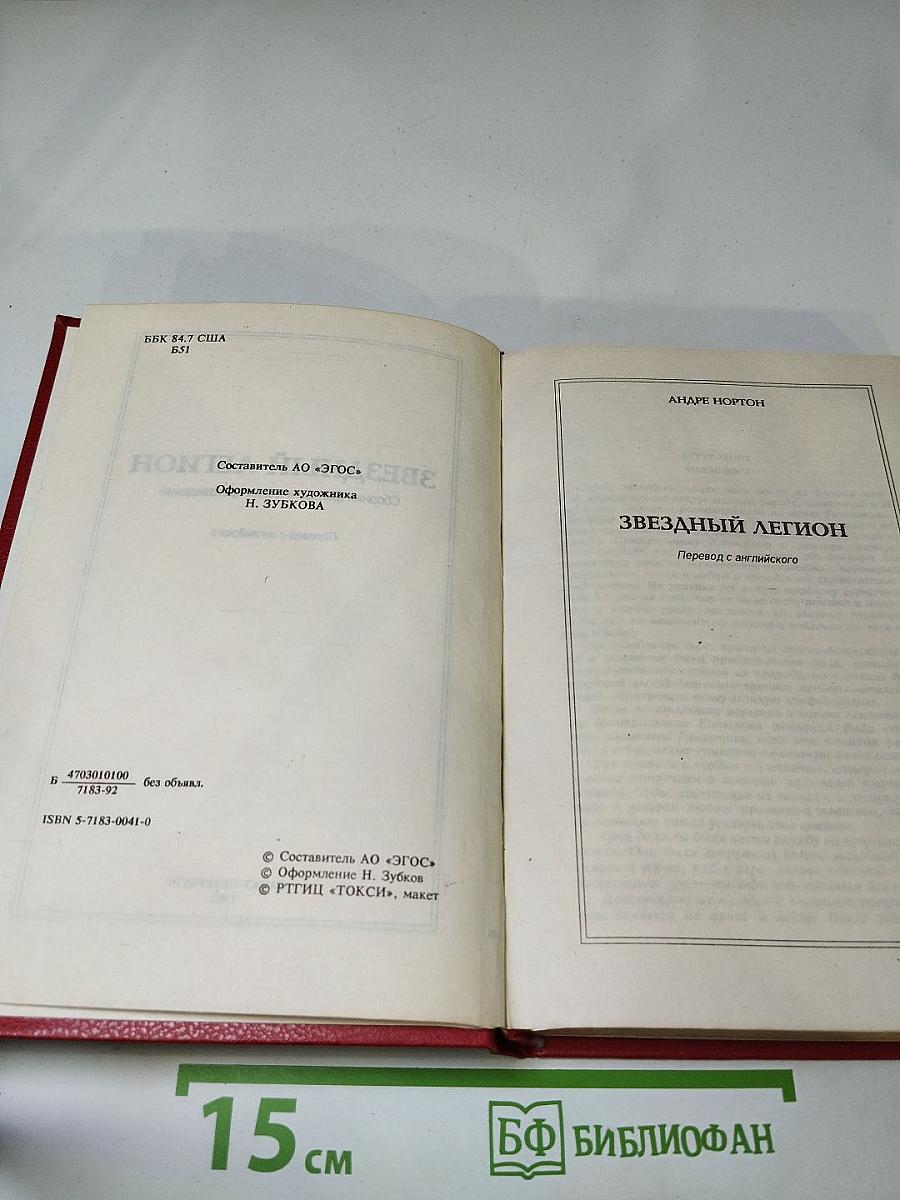 ББК 84.7 США
Б51
Составитель АО «ЭГОС»
Оформление художника
Н. ЗУБКОВА
Б 4703010100 без объявл.
7183-92
ISBN 5-7183-0041-0
© Составитель АО «ЭГОС»
© Оформление Н. Зубков
© РТГИЦ «ТОКСИ», макет
АНДРЕ НОРТОН
ЗВЕЗДНЫЙ ЛЕГИОН
Перевод с английского
15 см
БФ БИБЛИОФАН